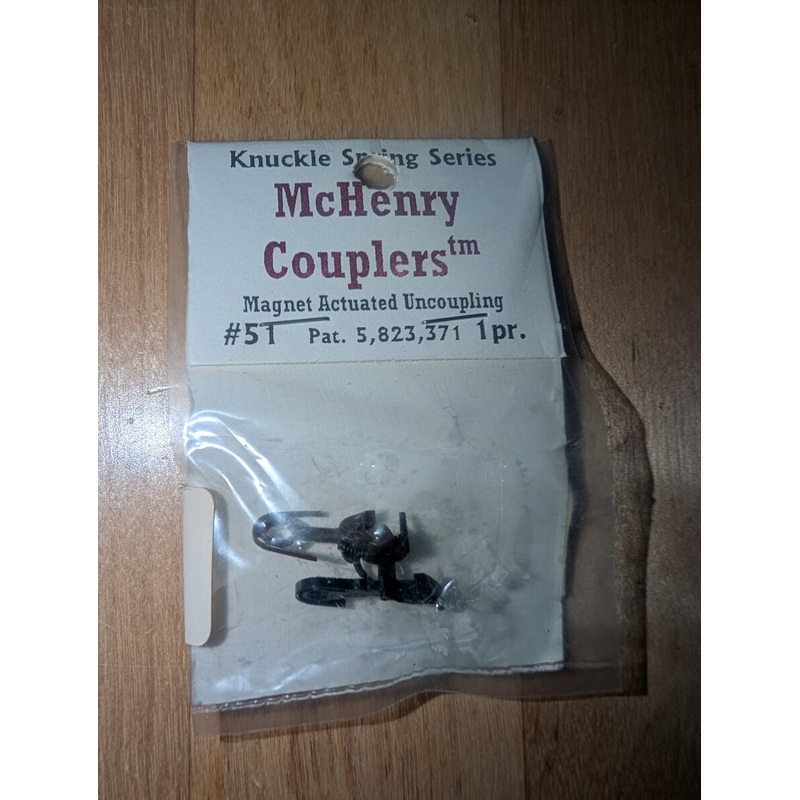 Knuckle Spring Series
McHenry
Couplers™
Magnet Actuated Uncoupling
#51 Pat. 5,823,371 1pr.